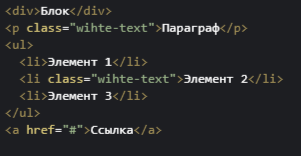 <div>Блок</div>
<p class="wihte-text">Параграф</p>
<ul>
  <li>Элемент 1</li>
  <li class="wihte-text">Элемент 2</li>
  <li>Элемент 3</li>
</ul>
<a href="#">Ссылка</a>